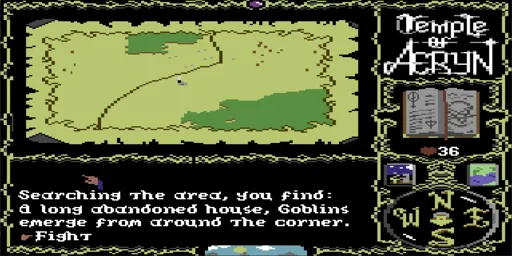 Temple
of
Aeryn
36
Searching the area, you find:
A long abandoned house, Goblins
emerge from around the corner.
Fight
N
W E
S